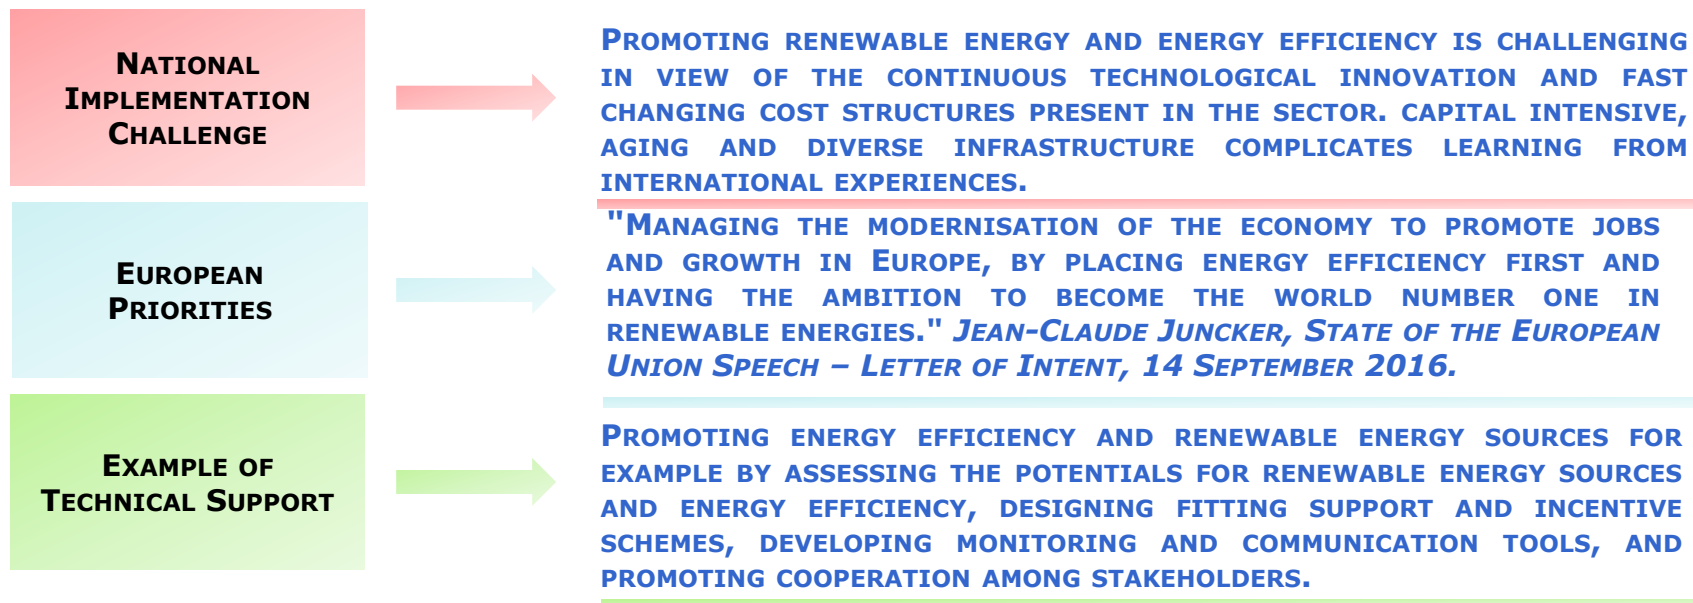 NATIONAL
IMPLEMENTATION
CHALLENGE
PROMOTING RENEWABLE ENERGY AND ENERGY EFFICIENCY IS CHALLENGING
IN VIEW OF THE CONTINUOUS TECHNOLOGICAL INNOVATION AND FAST
CHANGING COST STRUCTURES PRESENT IN THE SECTOR. CAPITAL INTENSIVE,
AGING AND DIVERSE INFRASTRUCTURE COMPLICATES LEARNING FROM
INTERNATIONAL EXPERIENCES.
EUROPEAN
PRIORITIES
"MANAGING THE MODERNISATION OF THE ECONOMY TO PROMOTE JOBS
AND GROWTH IN EUROPE, BY PLACING ENERGY EFFICIENCY FIRST AND
HAVING THE AMBITION TO BECOME THE WORLD NUMBER ONE IN
RENEWABLE ENERGIES." JEAN-CLAUDE JUNCKER, STATE OF THE EUROPEAN
UNION SPEECH – LETTER OF INTENT, 14 SEPTEMBER 2016.
EXAMPLE OF
TECHNICAL SUPPORT
PROMOTING ENERGY EFFICIENCY AND RENEWABLE ENERGY SOURCES FOR
EXAMPLE BY ASSESSING THE POTENTIALS FOR RENEWABLE ENERGY SOURCES
AND ENERGY EFFICIENCY, DESIGNING FITTING SUPPORT AND INCENTIVE
SCHEMES, DEVELOPING MONITORING AND COMMUNICATION TOOLS, AND
PROMOTING COOPERATION AMONG STAKEHOLDERS.